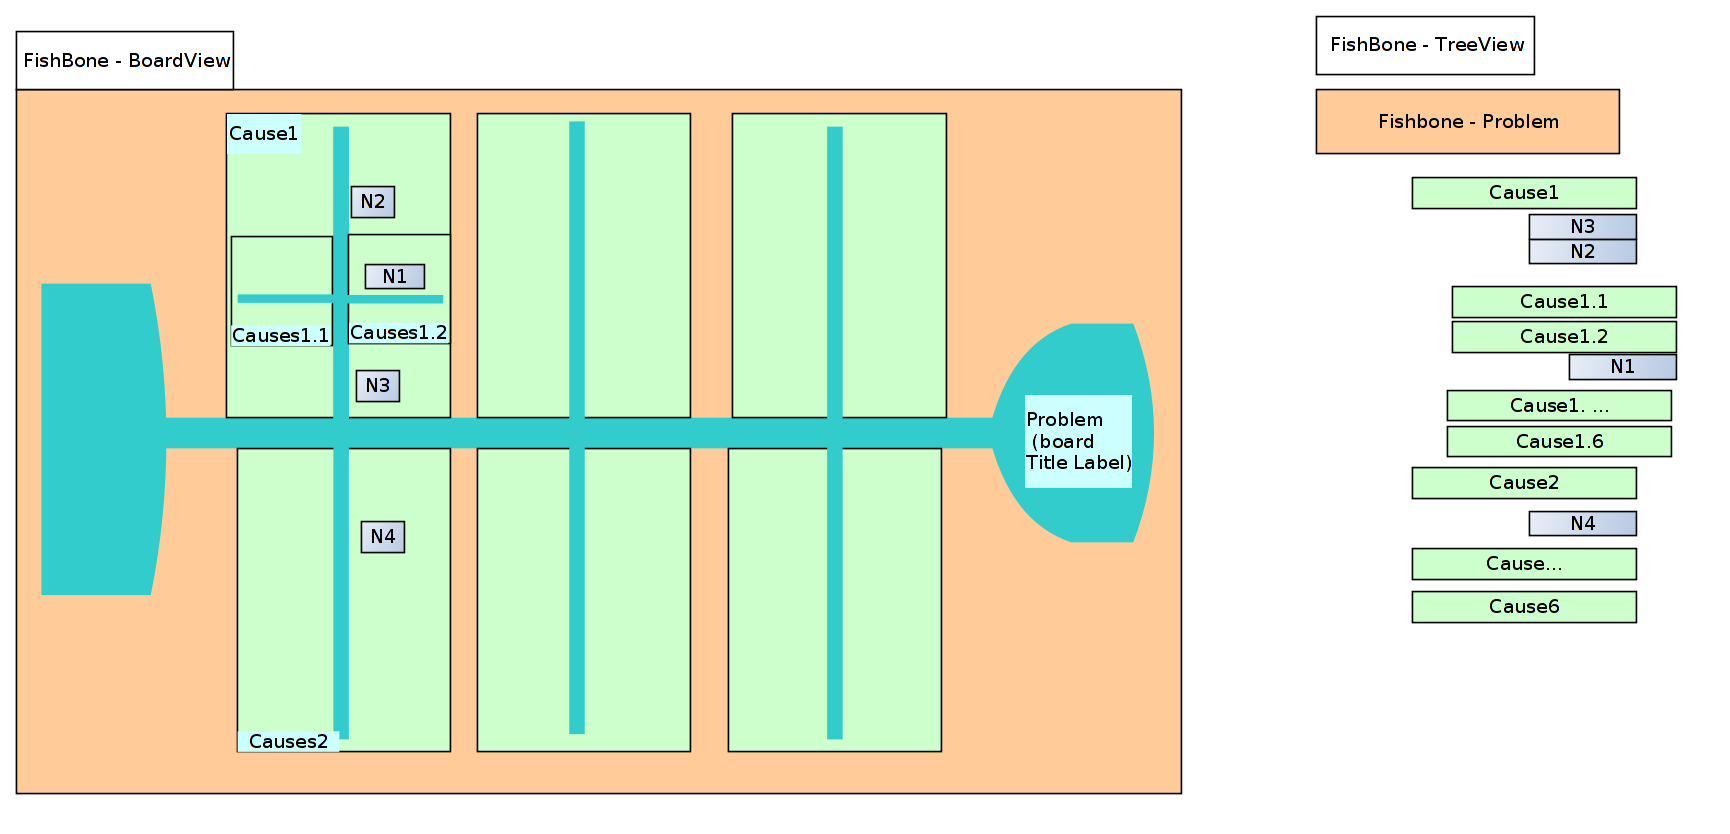 FishBone - BoardView
Cause1
N2
N1
Causes1.1
Causes1.2
N3
Problem
(board
Title Label)
N4
Causes2
FishBone - TreeView
Fishbone - Problem
Cause1
N3
N2
Cause1.1
Cause1.2
N1
Cause1. ...
Cause1.6
Cause2
N4
Cause...
Cause6